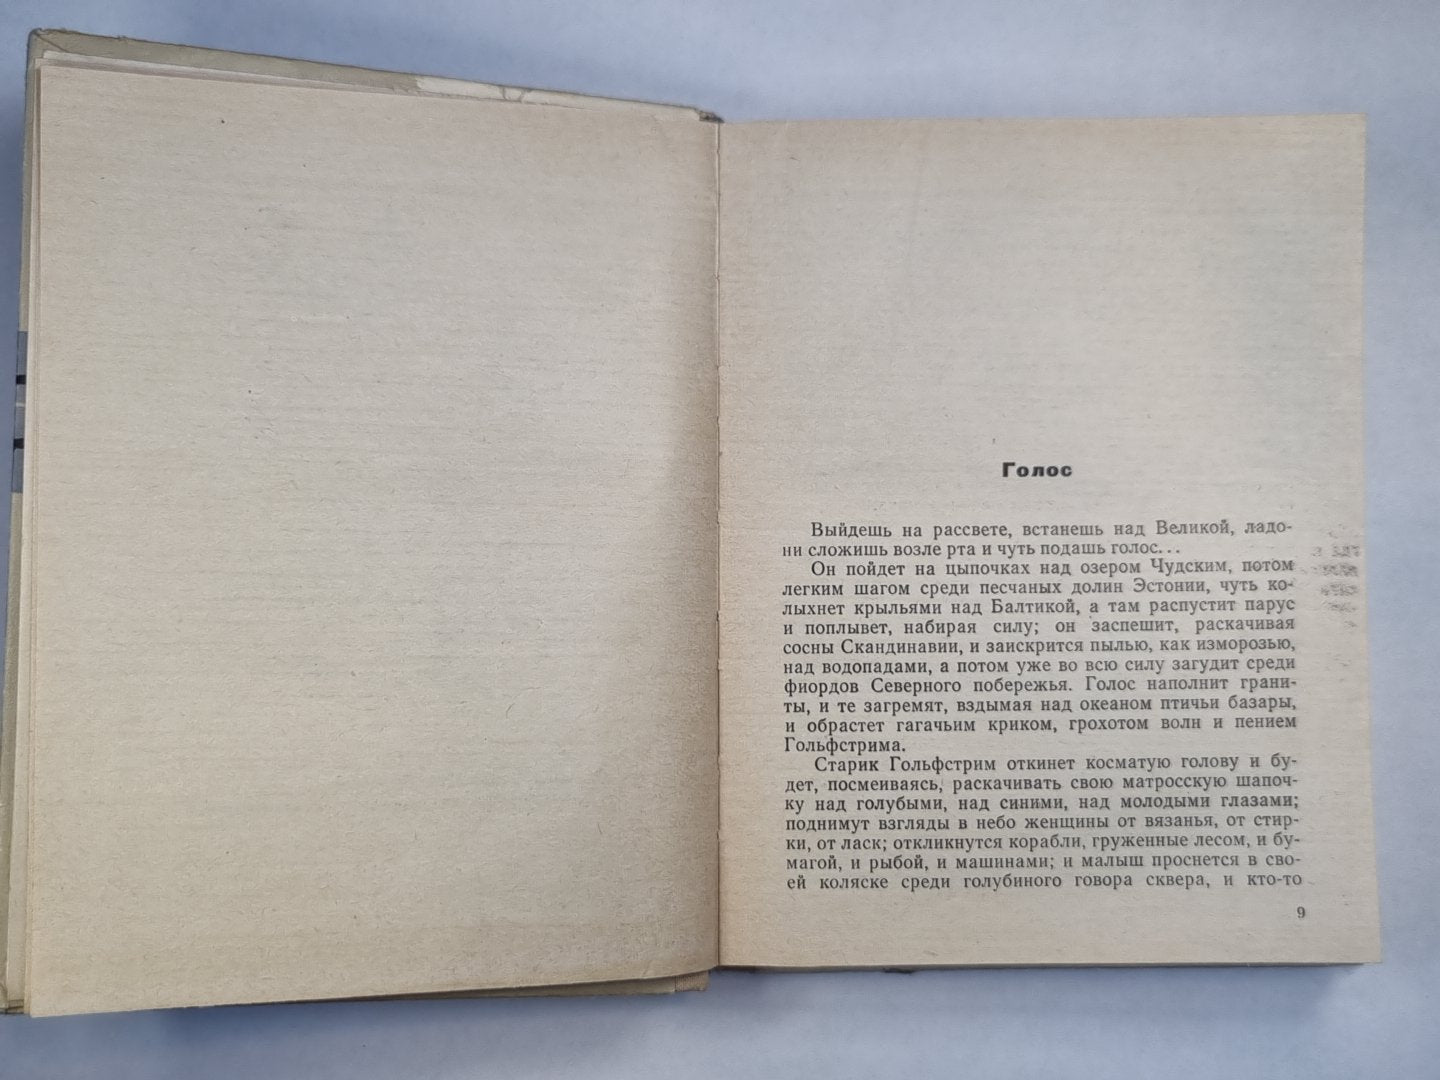 Голос
Выйдешь на рассвете, встанешь над Великой, ладо-
ни сложишь возле рта и чуть подашь голос...
Он пойдет на цыпочках над озером Чудским, потом
легким шагом среди песчаных долин Эстонии, чуть ко-
лыхнет крыльями над Балтикой, а там распустит парус
и поплывет, набирая силу; он заспешит, раскачивая
сосны Скандинавии, и заискрится пылью, как изморозью,
над водопадами, а потом уже во всю силу загудит среди
фиордов Северного побережья. Голос наполнит грани-
ты, и те загремят, вздымая над океаном птичьи базары,
и обрастет гагачьим криком, грохотом волн и пением
Гольфстрима.
Старик Гольфстрим откинет косматую голову и бу-
дет, посмеиваясь, раскачивать свою матросскую шапоч-
ку над голубыми, над синими, над молодыми глазами;
поднимут взгляды в небо женщины от вязанья, от стир-
ки, от ласк; откликнутся корабли, груженные лесом, и бу-
магой, и рыбой, и машинами; и малыш проснется в сво-
ей коляске среди голубиного говора сквера, и кто-то
9